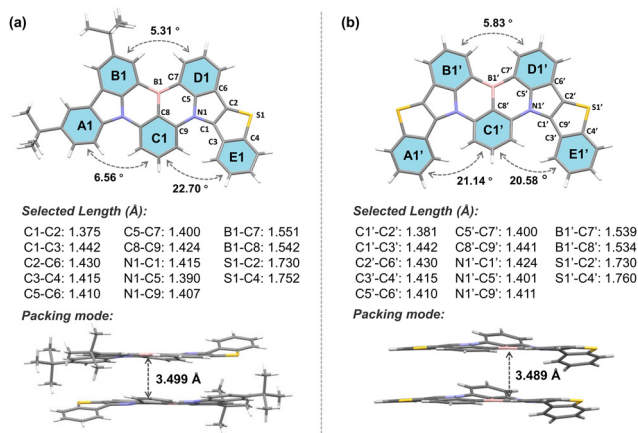 (a)
5.31 °
B1
D1
B1
C7
C5
C6
C2
S1
C8
N1
A1
C1
C9
C1
C3
C4
E1
6.56 °
22.70 °
Selected Length (Å):
C1-C2: 1.375 C5-C7: 1.400 B1-C7: 1.551
C1-C3: 1.442 C8-C9: 1.424 B1-C8: 1.542
C2-C6: 1.430 N1-C1: 1.415 S1-C2: 1.730
C3-C4: 1.415 N1-C5: 1.390 S1-C4: 1.752
C5-C6: 1.410 N1-C9: 1.407
Packing mode:
3.499 Å
(b)
5.83 °
B1’
D1’
B1’
C7’
C5’
C6’
C2’
S1’
C8’
N1’
C1’
C1’
C9’
C3’
C4’
A1’
E1’
21.14 °
20.58 °
Selected Length (Å):
C1’-C2’: 1.381 C5’-C7’: 1.400 B1’-C7’: 1.539
C1’-C3’: 1.442 C8’-C9’: 1.441 B1’-C8’: 1.534
C2’-C6’: 1.430 N1’-C1’: 1.424 S1’-C2’: 1.730
C3’-C4’: 1.415 N1’-C5’: 1.401 S1’-C4’: 1.760
C5’-C6’: 1.410 N1’-C9’: 1.411
Packing mode:
3.489 Å